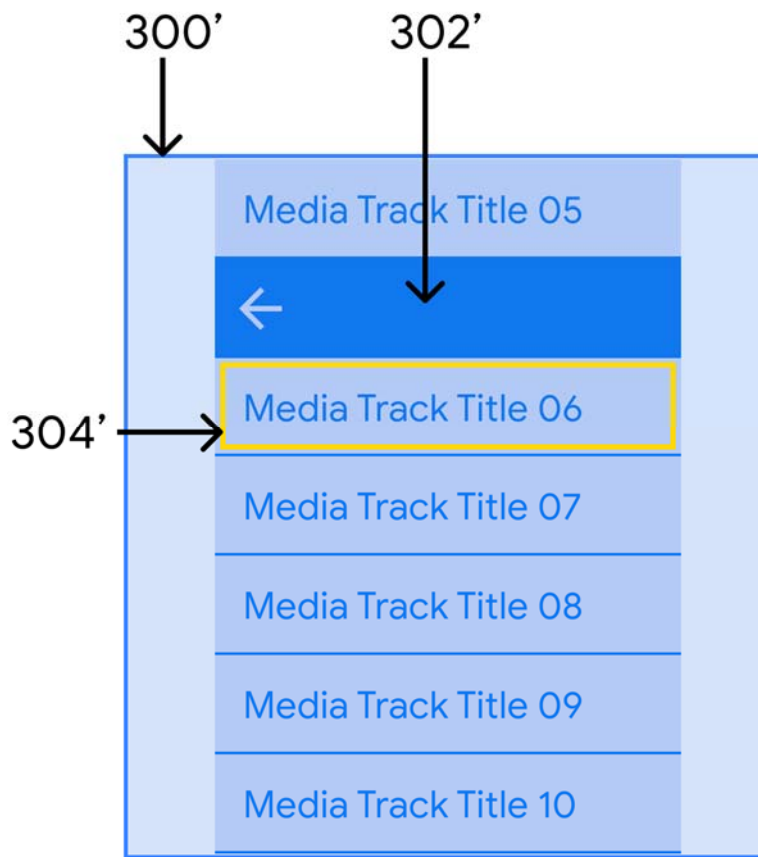 300’ 302’
Media Track Title 05
Media Track Title 06
304’
Media Track Title 07
Media Track Title 08
Media Track Title 09
Media Track Title 10